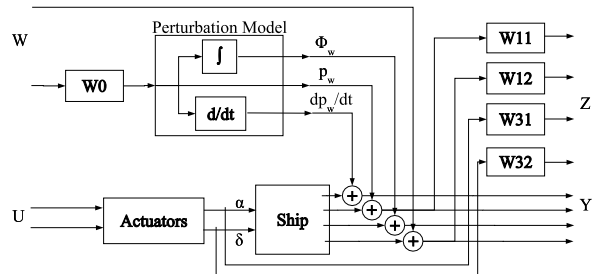 Perturbation Model
W
W0
∫
d/dt
Φw
pw
dpw/dt
W11
W12
W31
W32
Z
U
Actuators
α
δ
Ship
+
+
+
+
Y